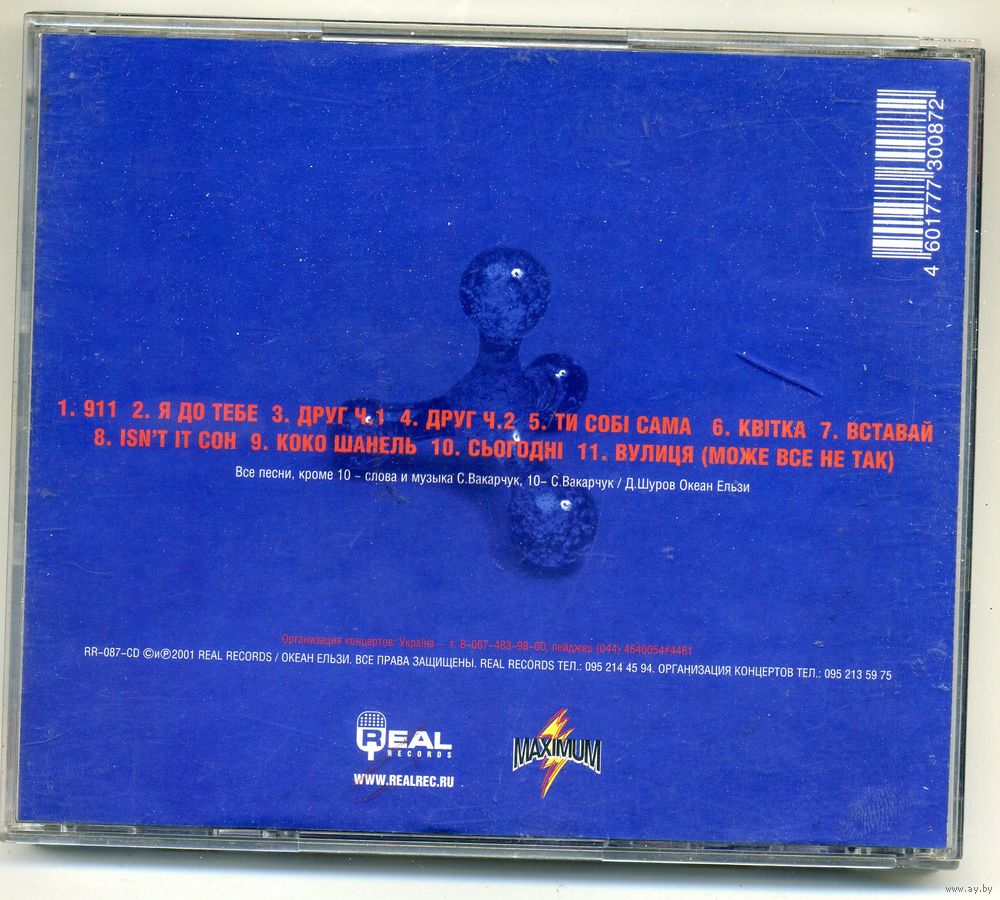 4 601777 300872
1. 911 2. Я ДО ТЕБЕ 3. ДРУГ Ч.1 4. ДРУГ Ч.2 5. ТИ СОБІ САМА 6. КВІТКА 7. ВСТАВАЙ
8. ISN'T IT СОН 9. КОКО ШАНЕЛЬ 10. СЬОГОДНІ 11. ВУЛИЦЯ (МОЖЕ ВСЕ НЕ ТАК)
Все песни, кроме 10 – слова и музыка С.Вакарчук, 10– С.Вакарчук / Д.Шуров Океан Ельзи
Организация концертов: Україна – т. 8-067-483-98-60, пейджер (044) 4640054#4481
RR-087-CD ©и℗2001 REAL RECORDS / ОКЕАН ЕЛЬЗИ. ВСЕ ПРАВА ЗАЩИЩЕНЫ. REAL RECORDS ТЕЛ.: 095 214 45 94. ОРГАНИЗАЦИЯ КОНЦЕРТОВ ТЕЛ.: 095 213 59 75
REAL
RECORDS
WWW.REALREC.RU
MAXIMUM
www.ay.by